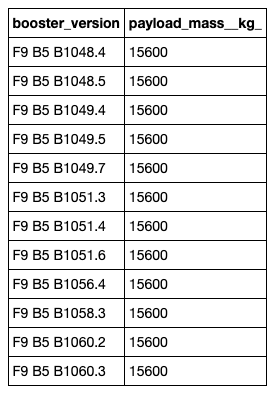 booster_version payload_mass__kg_
F9 B5 B1048.4 15600
F9 B5 B1048.5 15600
F9 B5 B1049.4 15600
F9 B5 B1049.5 15600
F9 B5 B1049.7 15600
F9 B5 B1051.3 15600
F9 B5 B1051.4 15600
F9 B5 B1051.6 15600
F9 B5 B1056.4 15600
F9 B5 B1058.3 15600
F9 B5 B1060.2 15600
F9 B5 B1060.3 15600